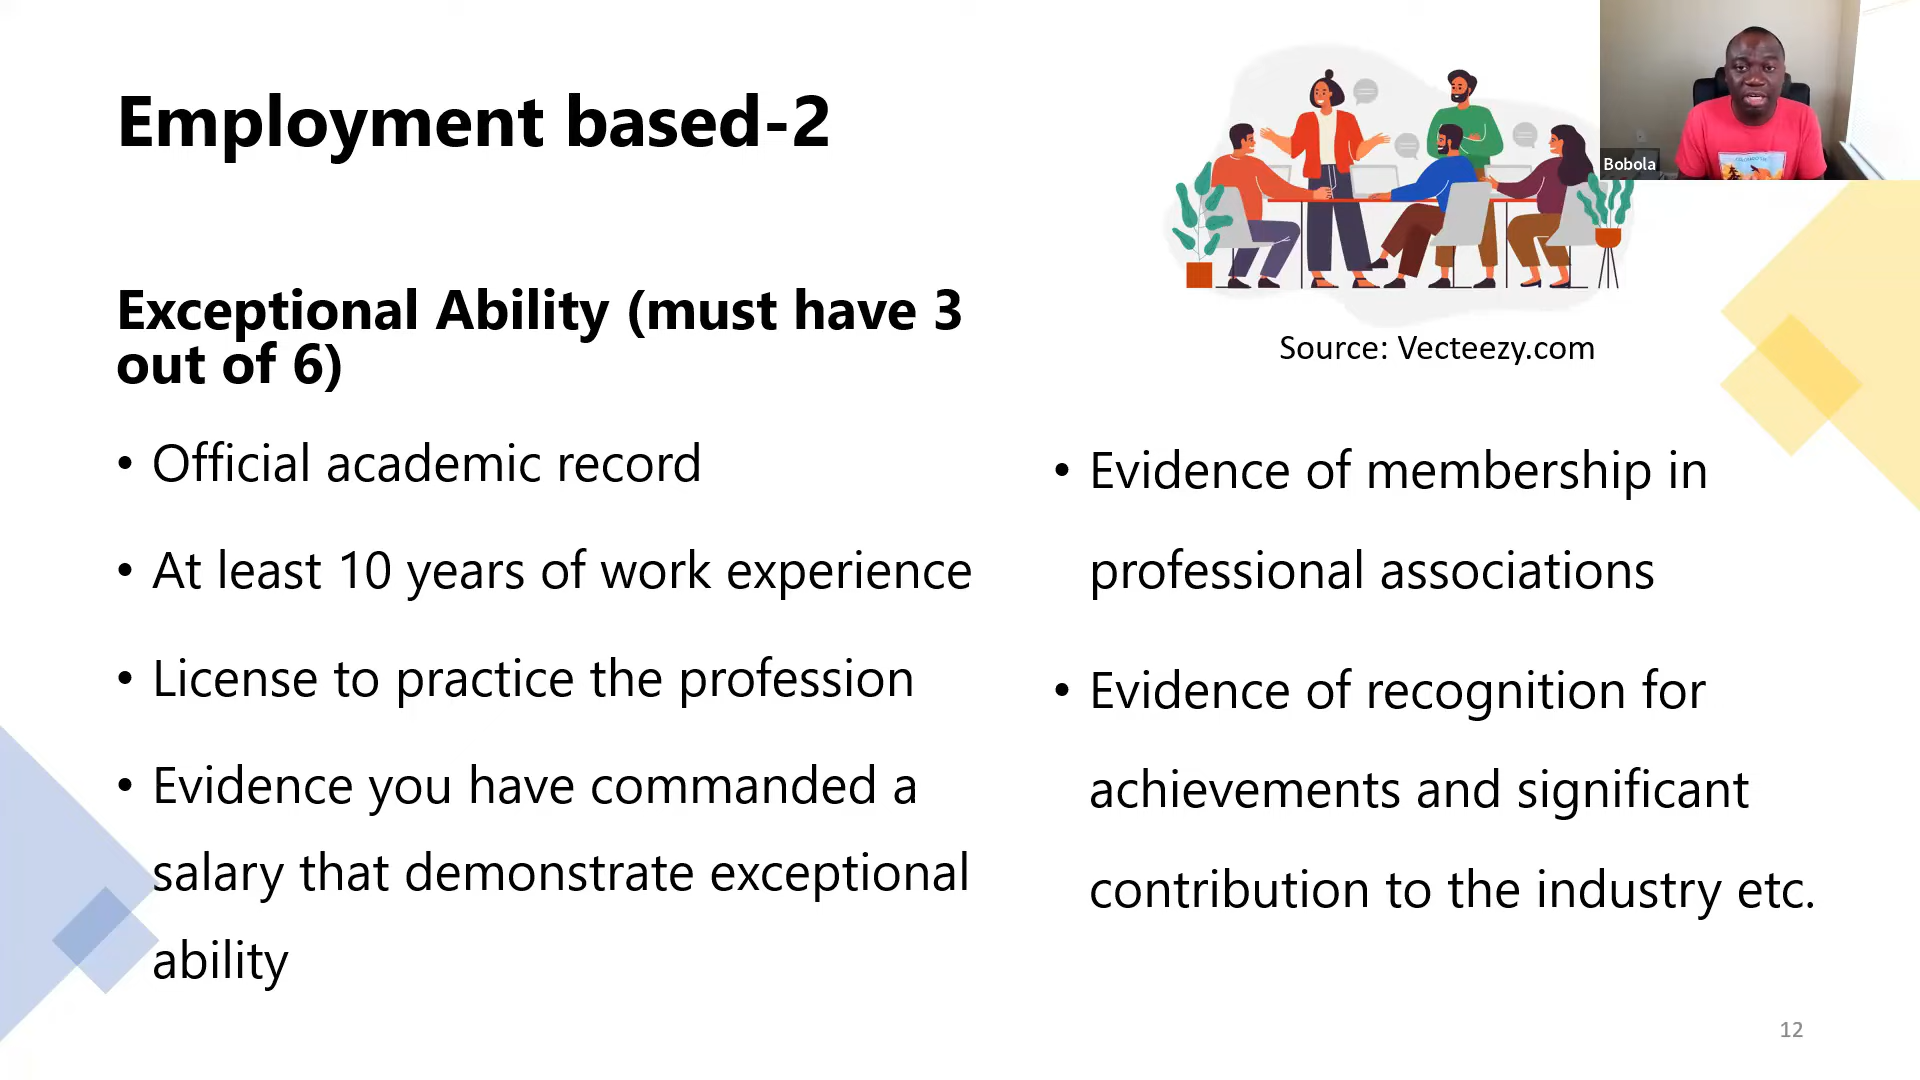 Employment based-2
Bobola
Source: Vecteezy.com
Exceptional Ability (must have 3
out of 6)
• Official academic record
• At least 10 years of work experience
• License to practice the profession
• Evidence you have commanded a
salary that demonstrate exceptional
ability
• Evidence of membership in
professional associations
• Evidence of recognition for
achievements and significant
contribution to the industry etc.
12